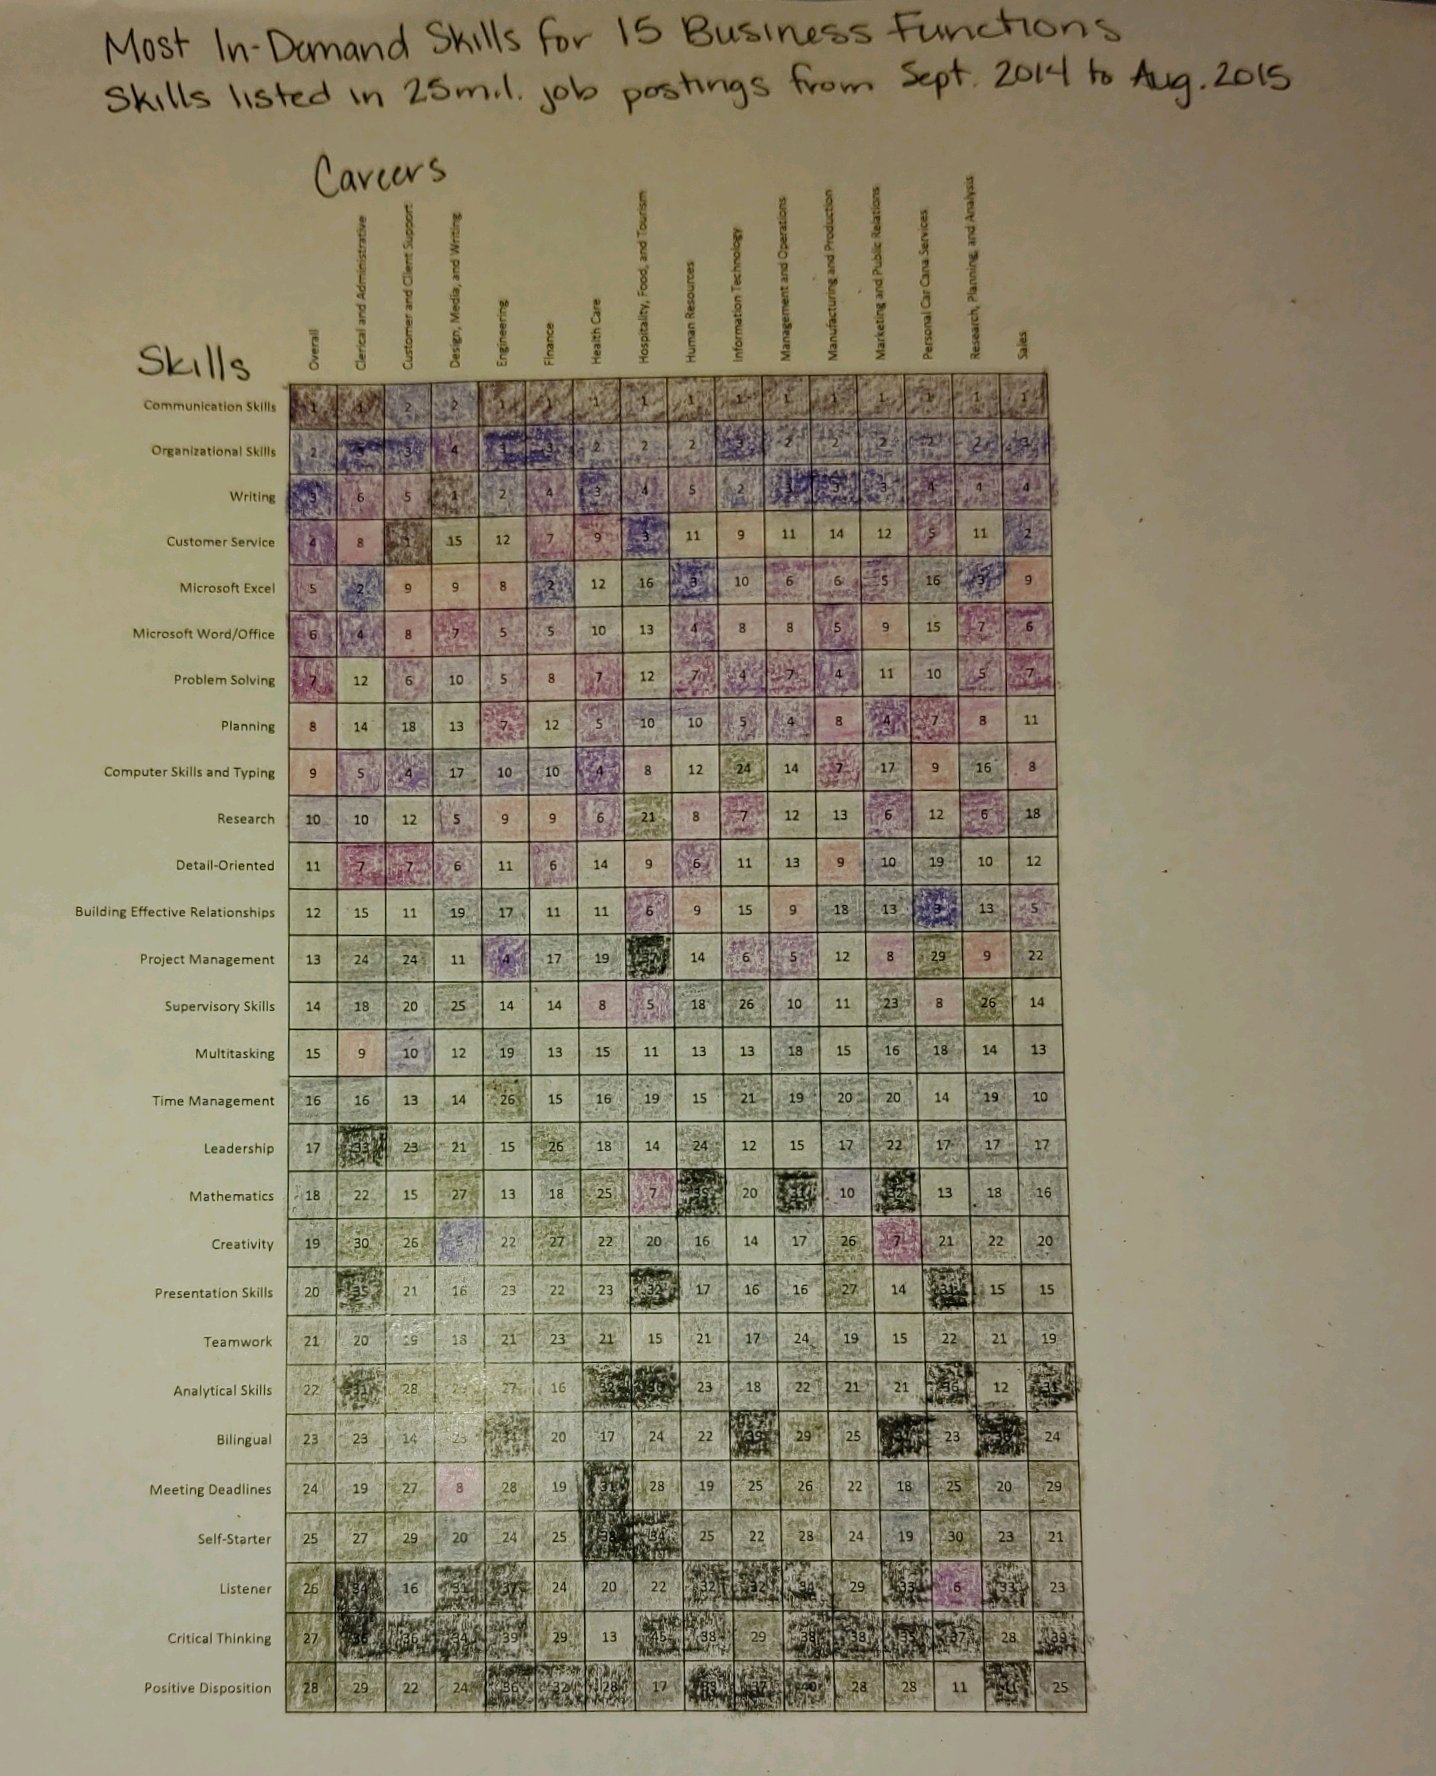 Most In-Demand Skills for 15 Business Functions
Skills listed in 25mil. job postings from Sept. 2014 to Aug. 2015
Careers
Skills
Overall
Clerical and Administrative
Customer and Client Support
Design, Media, and Writing
Engineering
Finance
Health Care
Hospitality, Food, and Tourism
Human Resources
Information Technology
Management and Operations
Manufacturing and Production
Marketing and Public Relations
Personal Car Cana Services
Research, Planning, and Analysis
Sales
Communication Skills 1 1 2 2 1 1 1 1 1 1 1 1 1 1 1 1
Organizational Skills 2 3 3 4 3 3 2 2 2 3 2 2 2 2 2 3
Writing 3 6 5 1 2 4 3 4 5 2 3 3 3 4 4 4
Customer Service 4 8 1 15 12 7 9 3 11 9 11 14 12 5 11 2
Microsoft Excel 5 2 9 9 8 2 12 16 3 10 6 6 5 16 3 9
Microsoft Word/Office 6 4 8 7 5 5 10 13 4 8 8 5 9 15 7 6
Problem Solving 7 12 6 10 5 8 7 12 7 4 7 4 11 10 5 7
Planning 8 14 18 13 7 12 5 10 10 5 4 8 4 7 8 11
Computer Skills and Typing 9 5 4 17 10 10 4 8 12 24 14 7 17 9 16 8
Research 10 10 12 5 9 9 6 21 8 7 12 13 6 12 6 18
Detail-Oriented 11 7 7 6 11 6 14 9 6 11 13 9 10 19 10 12
Building Effective Relationships 12 15 11 19 17 11 11 6 9 15 9 18 13 3 13 5
Project Management 13 24 24 11 4 17 19 37 14 6 5 12 8 29 9 22
Supervisory Skills 14 18 20 25 14 14 8 5 18 26 10 11 23 8 26 14
Multitasking 15 9 10 12 19 13 15 11 13 13 18 15 16 18 14 13
Time Management 16 16 13 14 26 15 16 19 15 21 19 20 20 14 19 10
Leadership 17 33 23 21 15 26 18 14 24 12 15 17 22 17 17 17
Mathematics 18 22 15 27 13 18 25 7 35 20 31 10 32 13 18 16
Creativity 19 30 26 22 27 22 20 16 14 17 26 7 21 22 20
Presentation Skills 20 35 21 16 23 22 23 32 17 16 16 27 14 31 15 15
Teamwork 21 20 19 18 21 23 21 15 21 17 24 19 15 22 21 19
Analytical Skills 22 31 28 27 16 32 23 18 22 21 21 36 12 31
Bilingual 23 23 14 23 20 17 24 22 39 29 25 23 24
Meeting Deadlines 24 19 27 8 28 19 31 28 19 25 26 22 18 25 20 29
Self-Starter 25 27 29 20 24 25 38 34 25 22 28 24 19 30 23 21
Listener 26 34 16 31 37 24 20 22 32 32 34 29 33 6 33 23
Critical Thinking 27 36 36 34 39 29 13 45 38 29 38 38 35 37 28 39
Positive Disposition 28 29 22 24 36 32 28 17 33 37 40 28 28 11 25